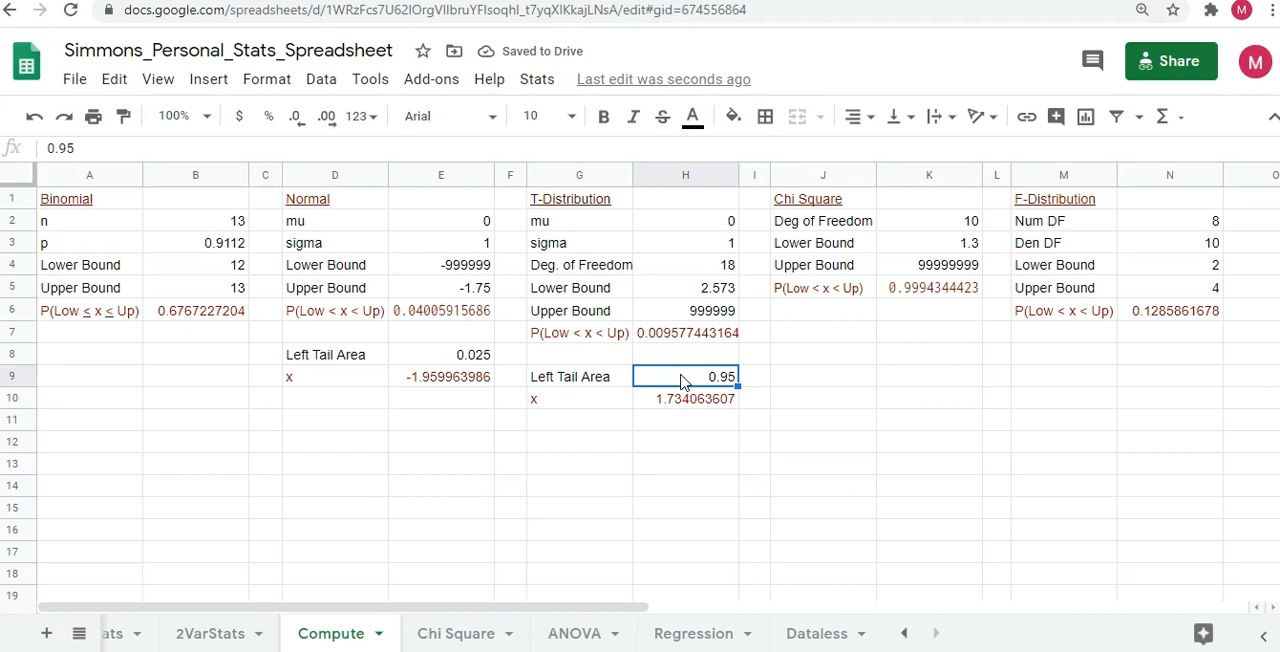 docs.google.com/spreadsheets/d/1WRzFcs7U62IOrgVIIbruYFIsoqhI_t7yqXIKkajLNsA/edit#gid=674556864
M
Simmons_Personal_Stats_Spreadsheet
Saved to Drive
Share
M
File Edit View Insert Format Data Tools Add-ons Help Stats Last edit was seconds ago
100% $ % .0 .00 123 Arial 10 B I S A Σ
fx 0.95
A B C D E F G H I J K L M N O
1 Binomial Normal T-Distribution Chi Square F-Distribution
2 n 13 mu 0 mu 0 Deg of Freedom 10 Num DF 8
3 p 0.9112 sigma 1 sigma 1 Lower Bound 1.3 Den DF 10
4 Lower Bound 12 Lower Bound -999999 Deg. of Freedom 18 Upper Bound 99999999 Lower Bound 2
5 Upper Bound 13 Upper Bound -1.75 Lower Bound 2.573 P(Low < x < Up) 0.9994344423 Upper Bound 4
6 P(Low ≤ x ≤ Up) 0.6767227204 P(Low < x < Up) 0.04005915686 Upper Bound 999999 P(Low < x < Up) 0.1285861678
7 P(Low < x < Up) 0.009577443164
8 Left Tail Area 0.025
9 x -1.959963986 Left Tail Area 0.95
10 x 1.734063607
11
12
13
14
15
16
17
18
19
+ ats 2VarStats Compute Chi Square ANOVA Regression Dataless